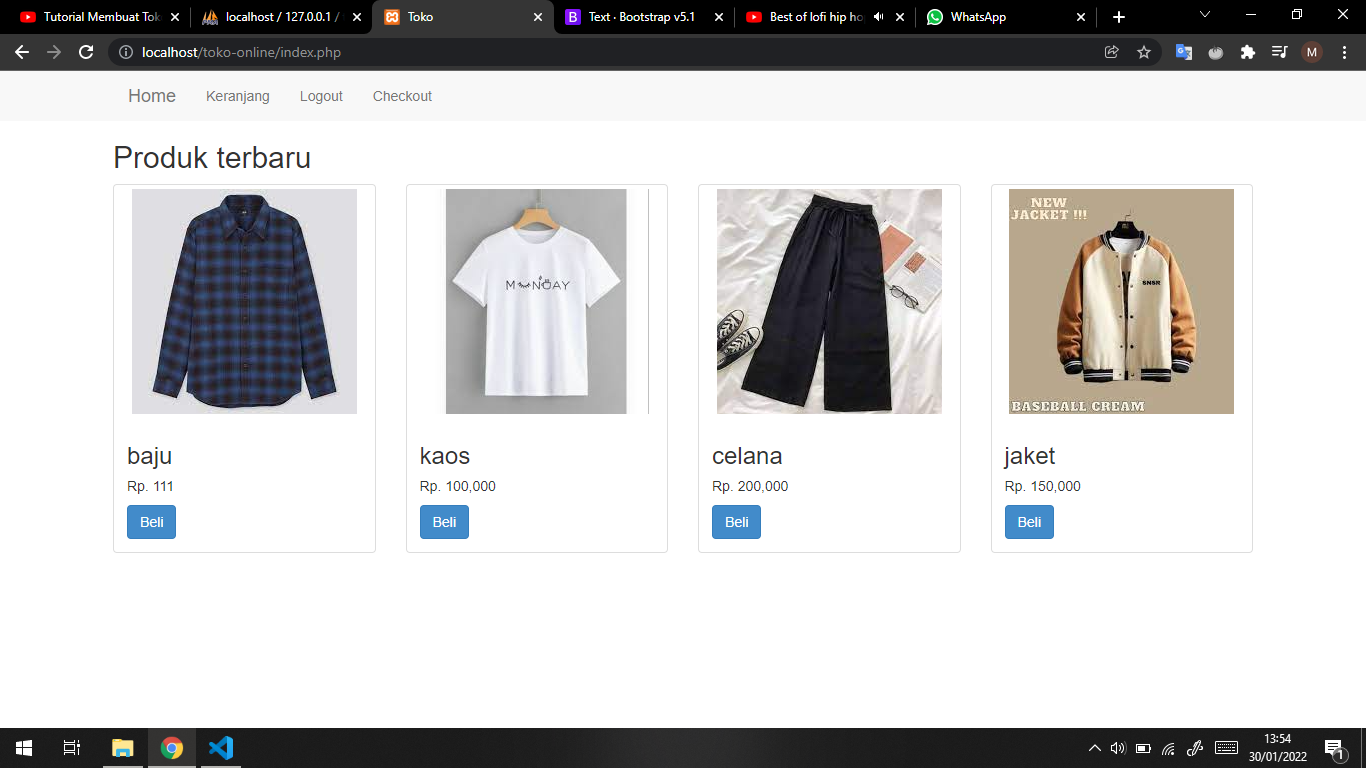 Tutorial Membuat Tok
localhost / 127.0.0.1 /
Toko
Text · Bootstrap v5.1
Best of lofi hip hop
WhatsApp
localhost/toko-online/index.php
M
Home
Keranjang
Logout
Checkout
Produk terbaru
MONDAY
NEW
JACKET !!!
SNSR
BASEBALL CREAM
baju
kaos
celana
jaket
Rp. 111
Rp. 100,000
Rp. 200,000
Rp. 150,000
Beli
Beli
Beli
Beli
13:54
30/01/2022
1